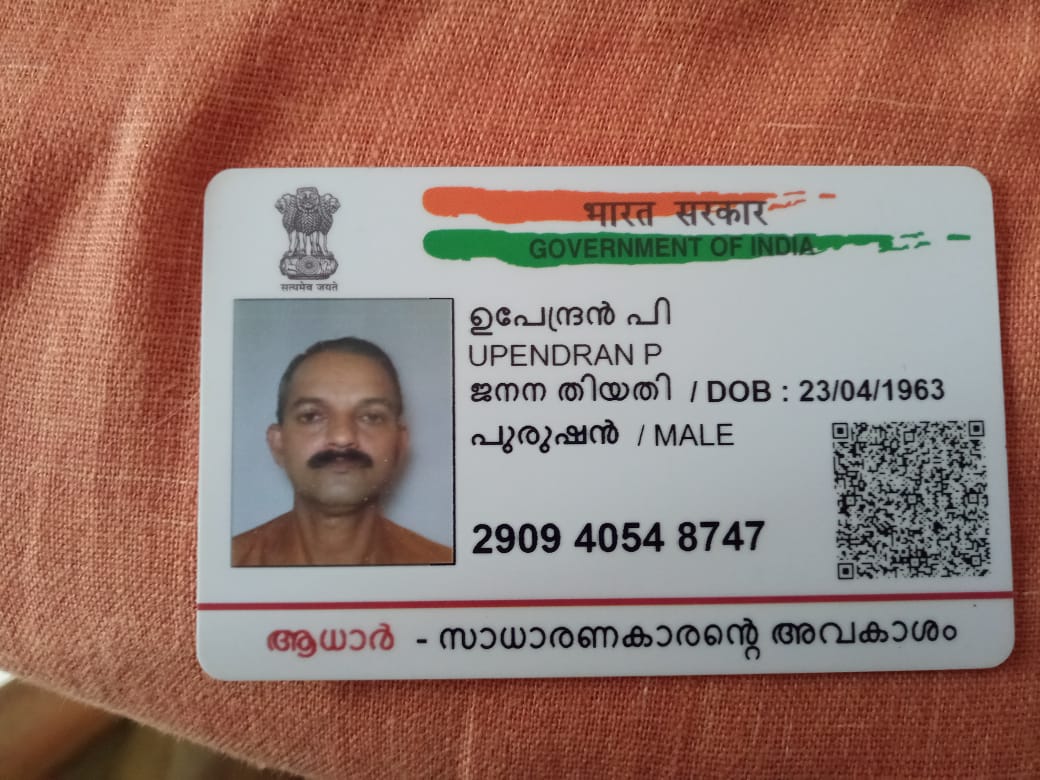 भारत सरकार
GOVERNMENT OF INDIA
सत्यमेव जयते
ഉപേന്ദ്രൻ പി
UPENDRAN P
ജനന തിയതി / DOB : 23/04/1963
പുരുഷൻ / MALE
2909 4054 8747
ആധാർ - സാധാരണകാരന്റെ അവകാശം